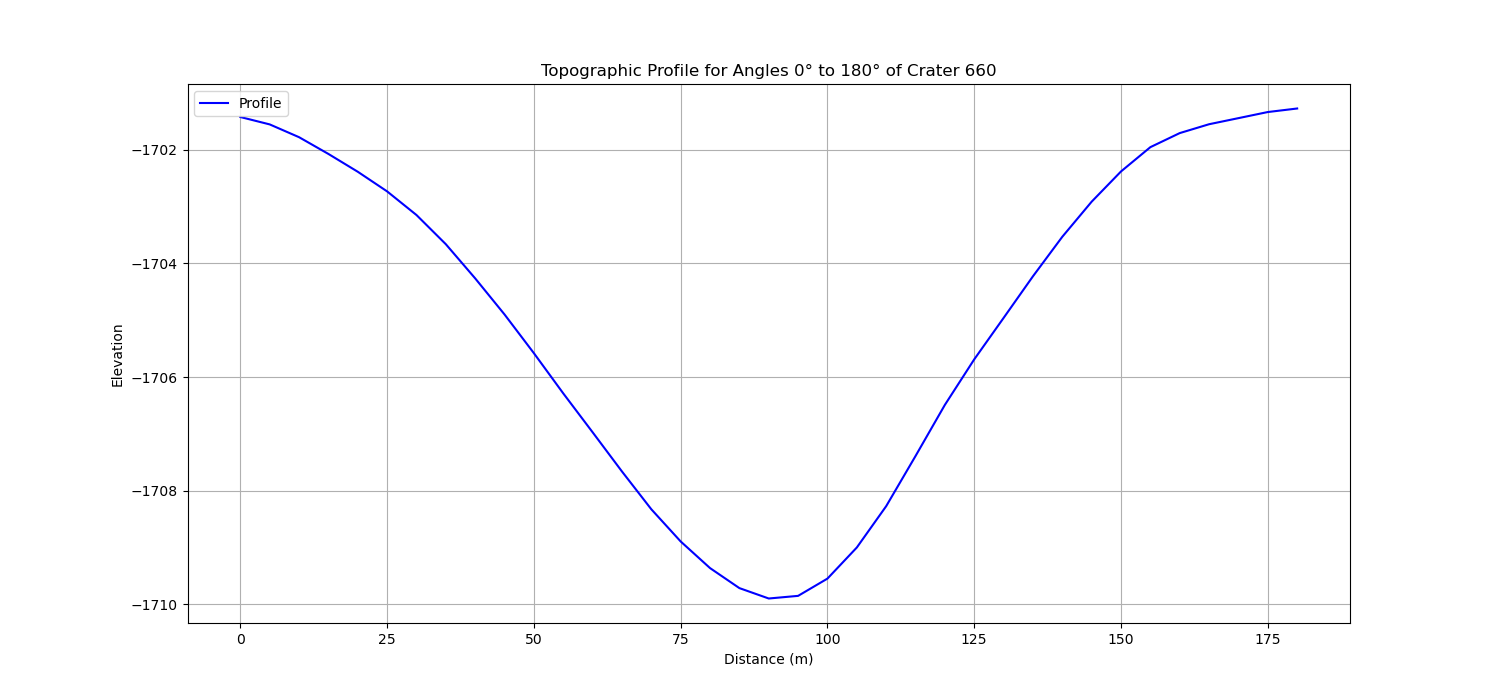 Topographic Profile for Angles 0° to 180° of Crater 660
Profile
−1702
−1704
−1706
−1708
−1710
Elevation
0 25 50 75 100 125 150 175
Distance (m)